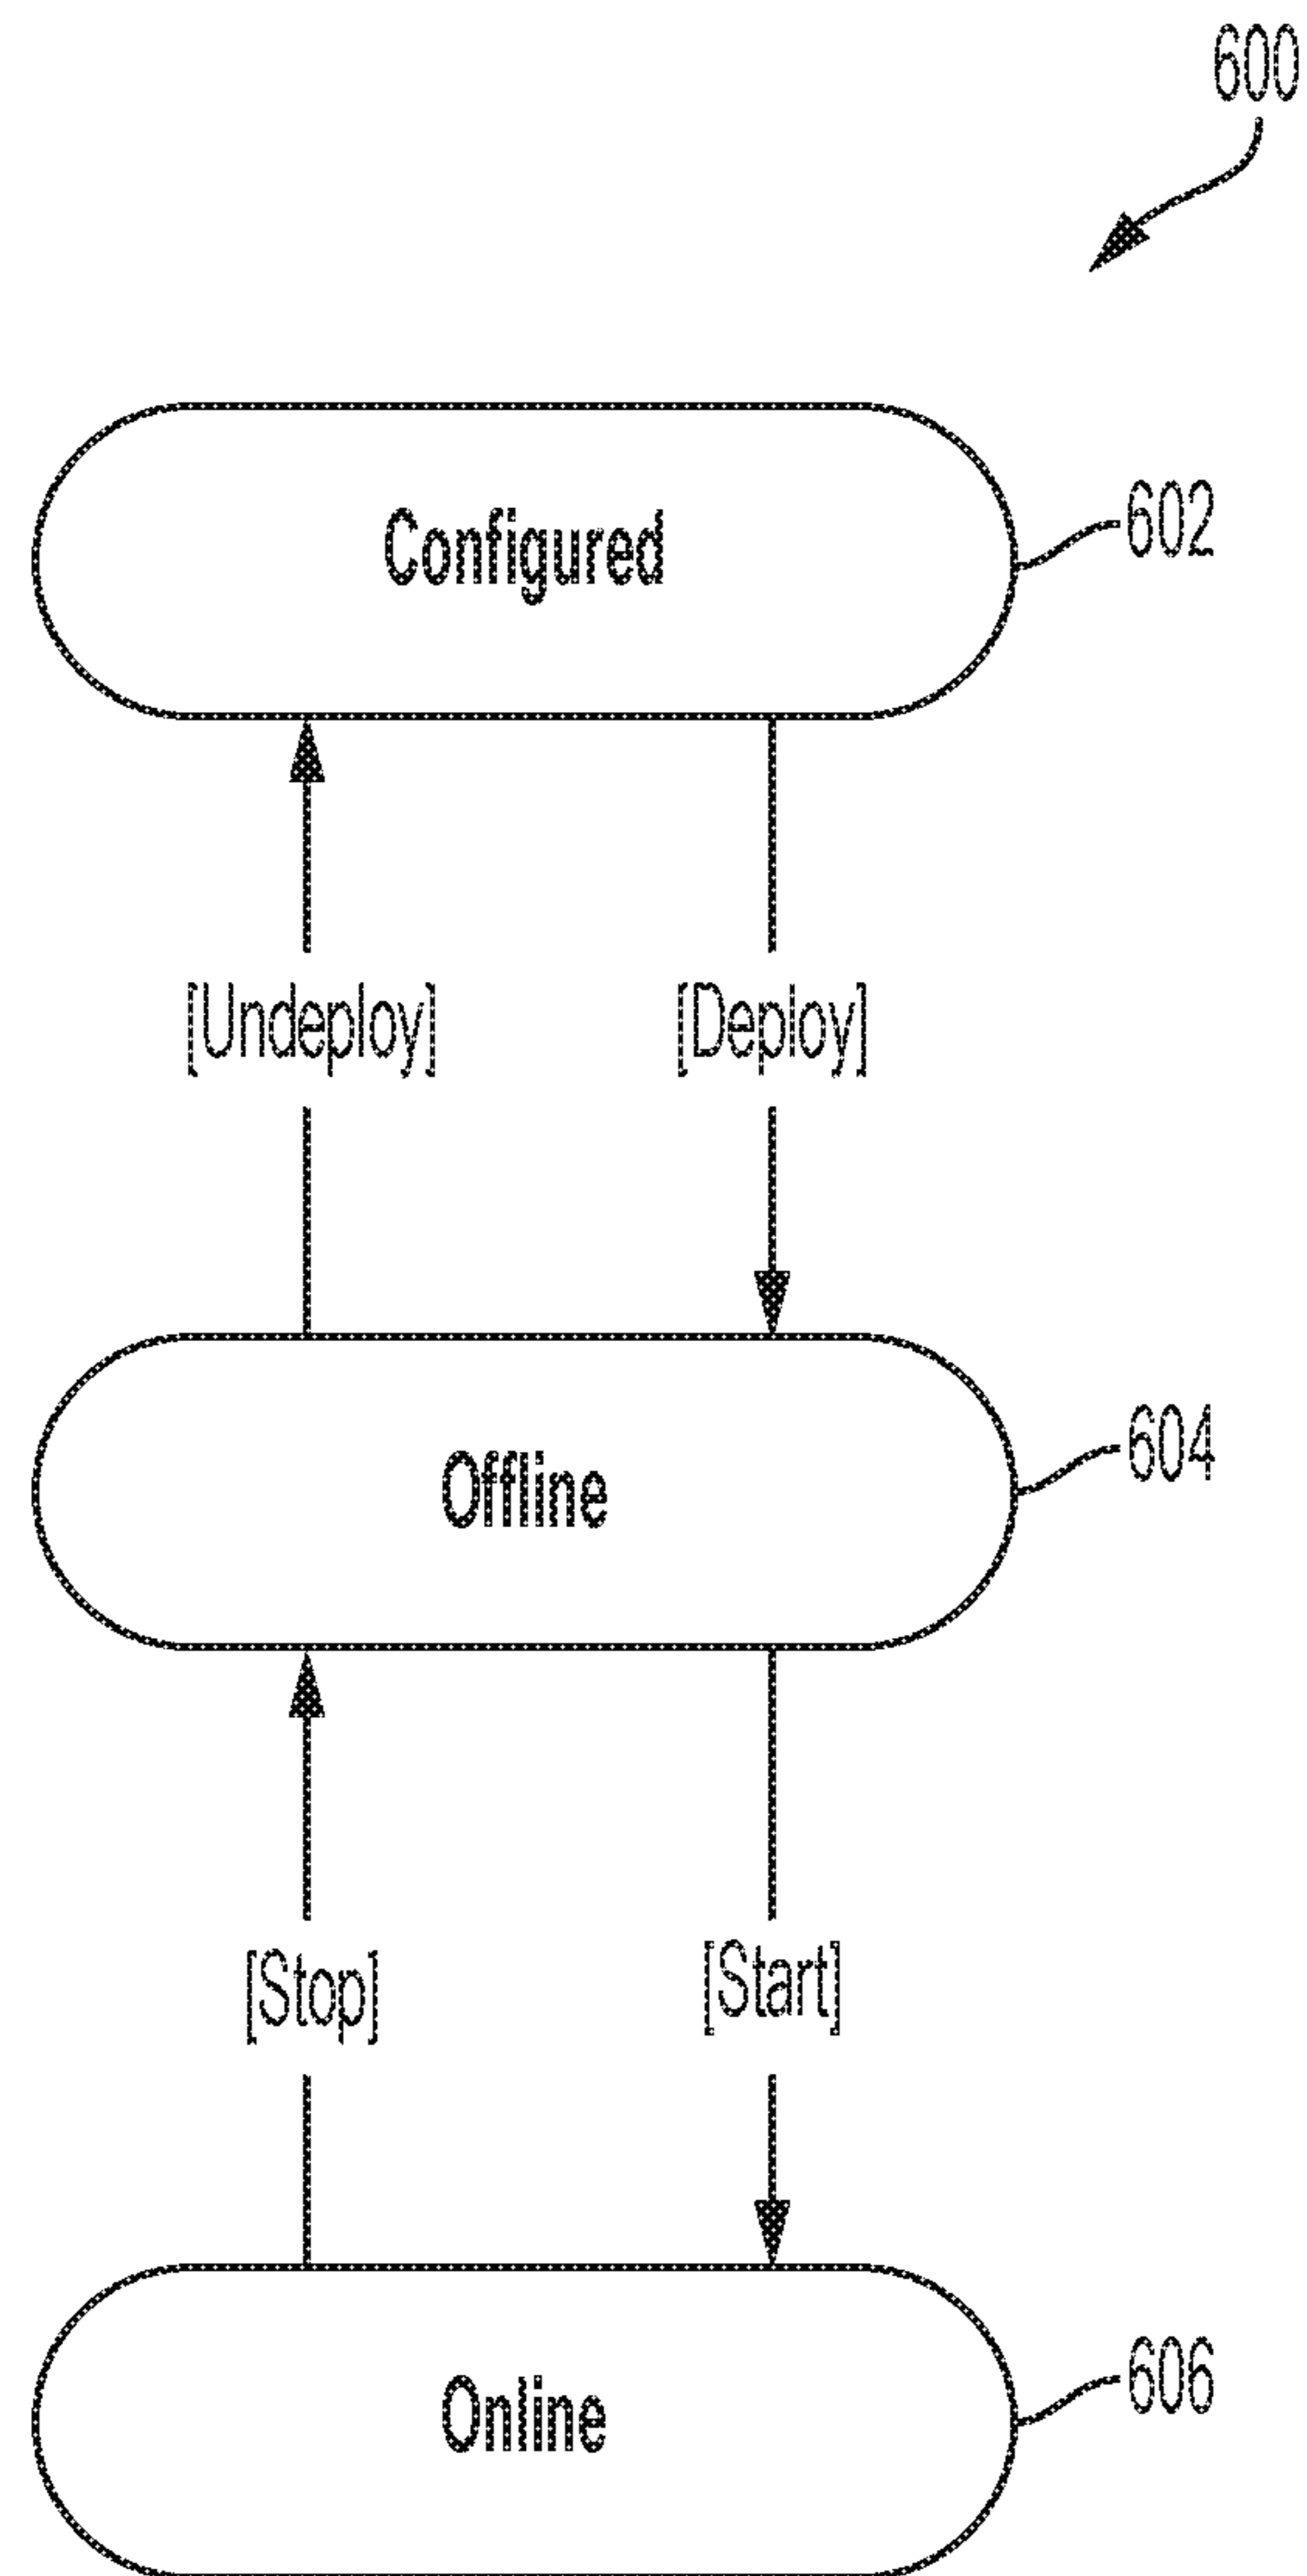 600
Configured
602
[Undeploy]
[Deploy]
Offline
604
[Stop]
[Start]
Online
606